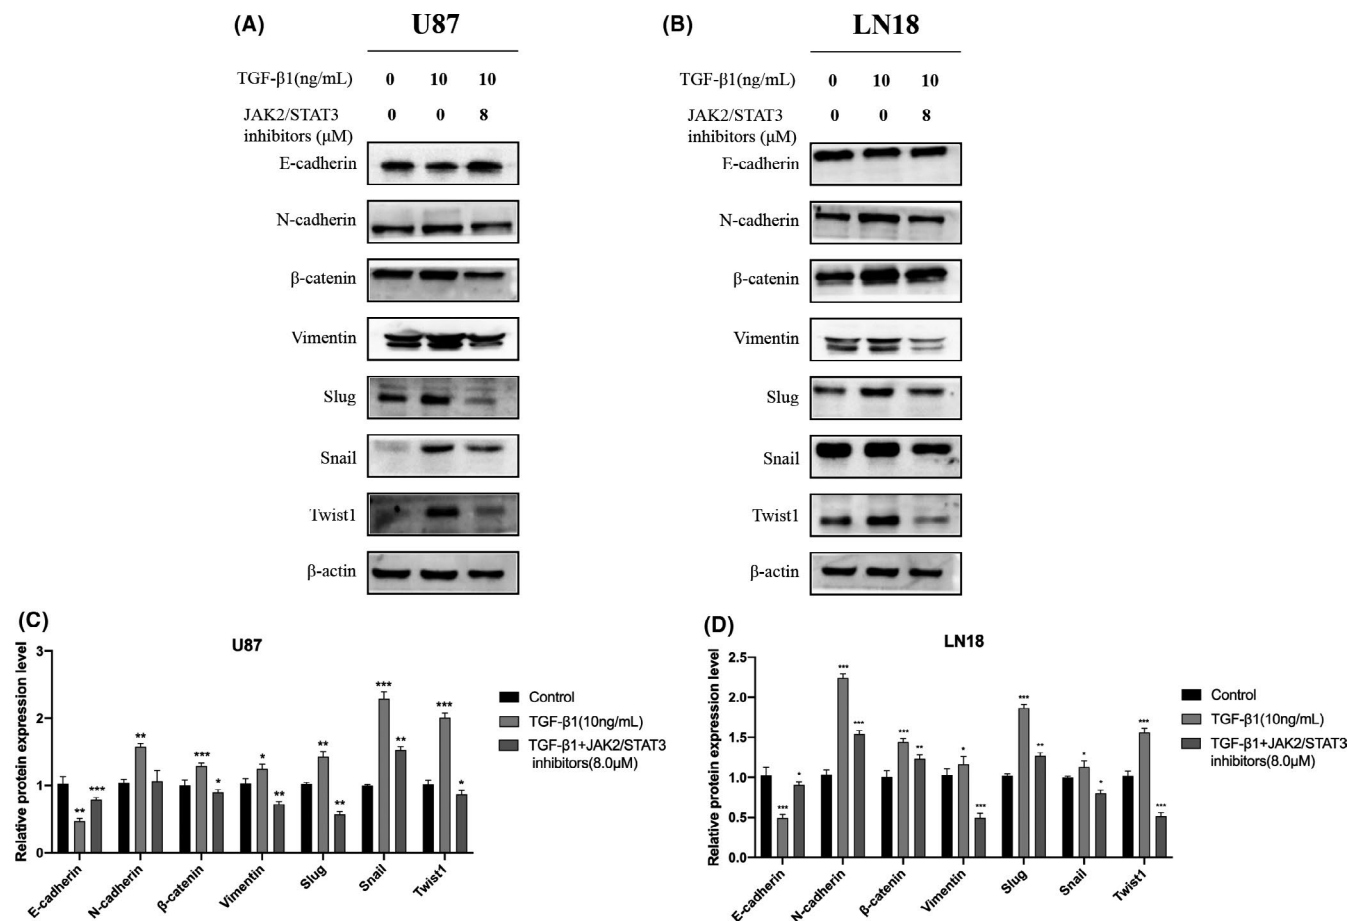 (A) U87
TGF-β1(ng/mL) 0 10 10
JAK2/STAT3 0 0 8
inhibitors (μM)
E-cadherin
N-cadherin
β-catenin
Vimentin
Slug
Snail
Twist1
β-actin
(B) LN18
TGF-β1(ng/mL) 0 10 10
JAK2/STAT3 0 0 8
inhibitors (μM)
E-cadherin
N-cadherin
β-catenin
Vimentin
Slug
Snail
Twist1
β-actin
(C)
U87
Relative protein expression level
3
2
1
0
** *** ** *** * * ** ** ** *** ** *** *
E-cadherin N-cadherin β-catenin Vimentin Slug Snail Twist1
Control
TGF-β1(10ng/mL)
TGF-β1+JAK2/STAT3
inhibitors(8.0μM)
(D)
LN18
Relative protein expression level
2.5
2.0
1.5
1.0
0.5
0.0
*** * *** *** *** ** * *** *** ** * * *** ***
E-cadherin N-cadherin β-catenin Vimentin Slug Snail Twist1
Control
TGF-β1(10ng/mL)
TGF-β1+JAK2/STAT3
inhibitors(8.0μM)